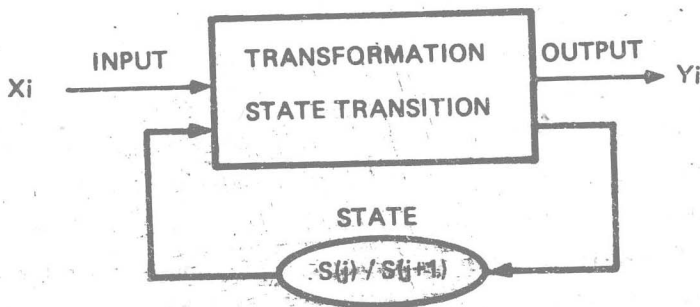 INPUT
TRANSFORMATION
OUTPUT
Xi
Yi
STATE TRANSITION
STATE
S(j) / S(j+1)